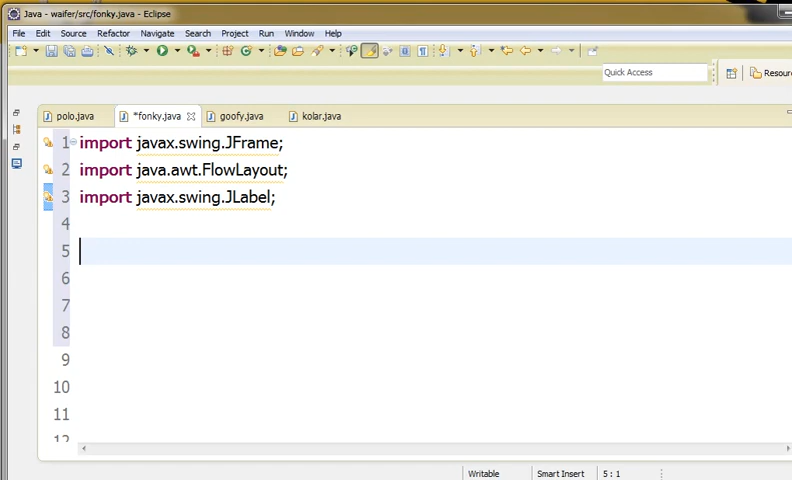 Java - waifer/src/fonky.java - Eclipse
File Edit Source Refactor Navigate Search Project Run Window Help
Quick Access
Resour
polo.java *fonky.java goofy.java kolar.java
1 import javax.swing.JFrame;
2 import java.awt.FlowLayout;
3 import javax.swing.JLabel;
4
5
6
7
8
9
10
11
12
Writable Smart Insert 5 : 1